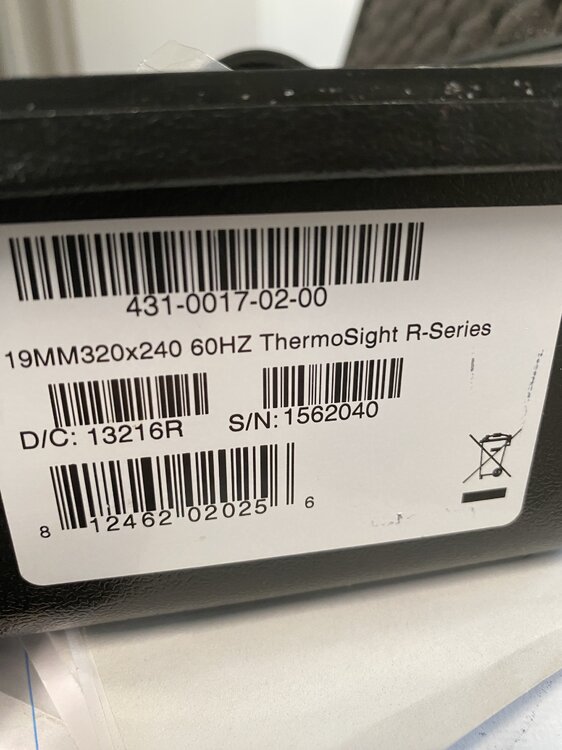 431-0017-02-00
19MM320x240 60HZ ThermoSight R-Series
D/C: 13216R S/N: 1562040
8 12462 02025 6